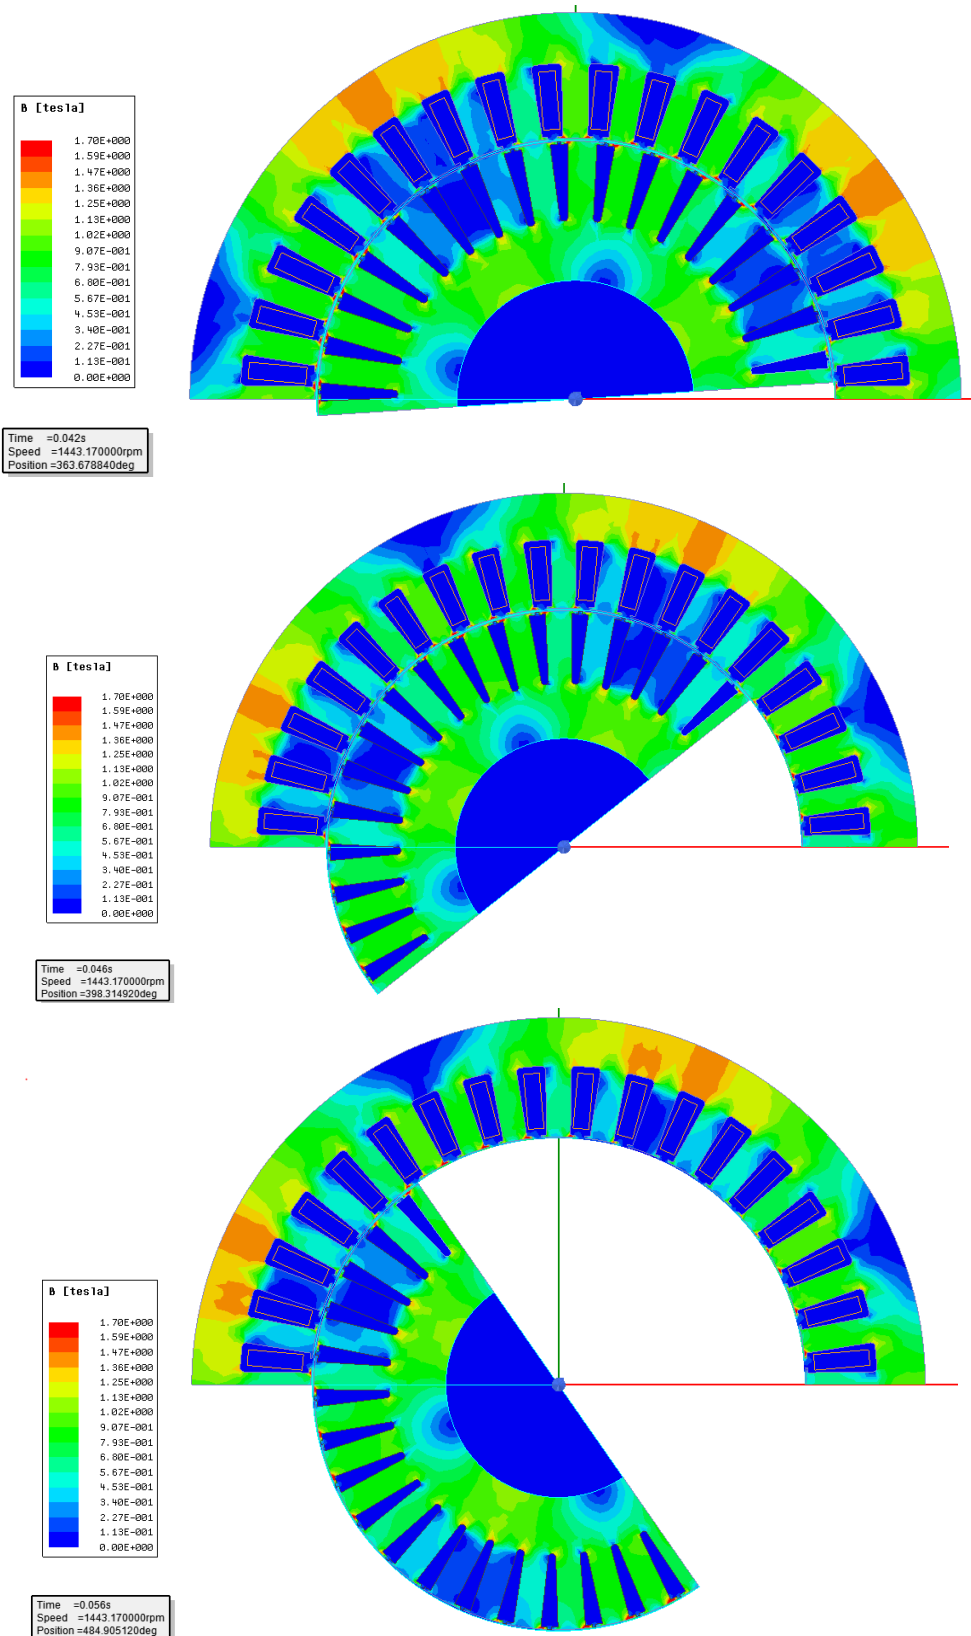 B [tesla]
1.70E+000
1.59E+000
1.47E+000
1.36E+000
1.25E+000
1.13E+000
1.02E+000
9.07E-001
7.93E-001
6.80E-001
5.67E-001
4.53E-001
3.40E-001
2.27E-001
1.13E-001
0.00E+000
Time =0.042s
Speed =1443.170000rpm
Position =363.678840deg
B [tesla]
1.70E+000
1.59E+000
1.47E+000
1.36E+000
1.25E+000
1.13E+000
1.02E+000
9.07E-001
7.93E-001
6.80E-001
5.67E-001
4.53E-001
3.40E-001
2.27E-001
1.13E-001
0.00E+000
Time =0.046s
Speed =1443.170000rpm
Position =398.314920deg
B [tesla]
1.70E+000
1.59E+000
1.47E+000
1.36E+000
1.25E+000
1.13E+000
1.02E+000
9.07E-001
7.93E-001
6.80E-001
5.67E-001
4.53E-001
3.40E-001
2.27E-001
1.13E-001
0.00E+000
Time =0.056s
Speed =1443.170000rpm
Position =484.905120deg